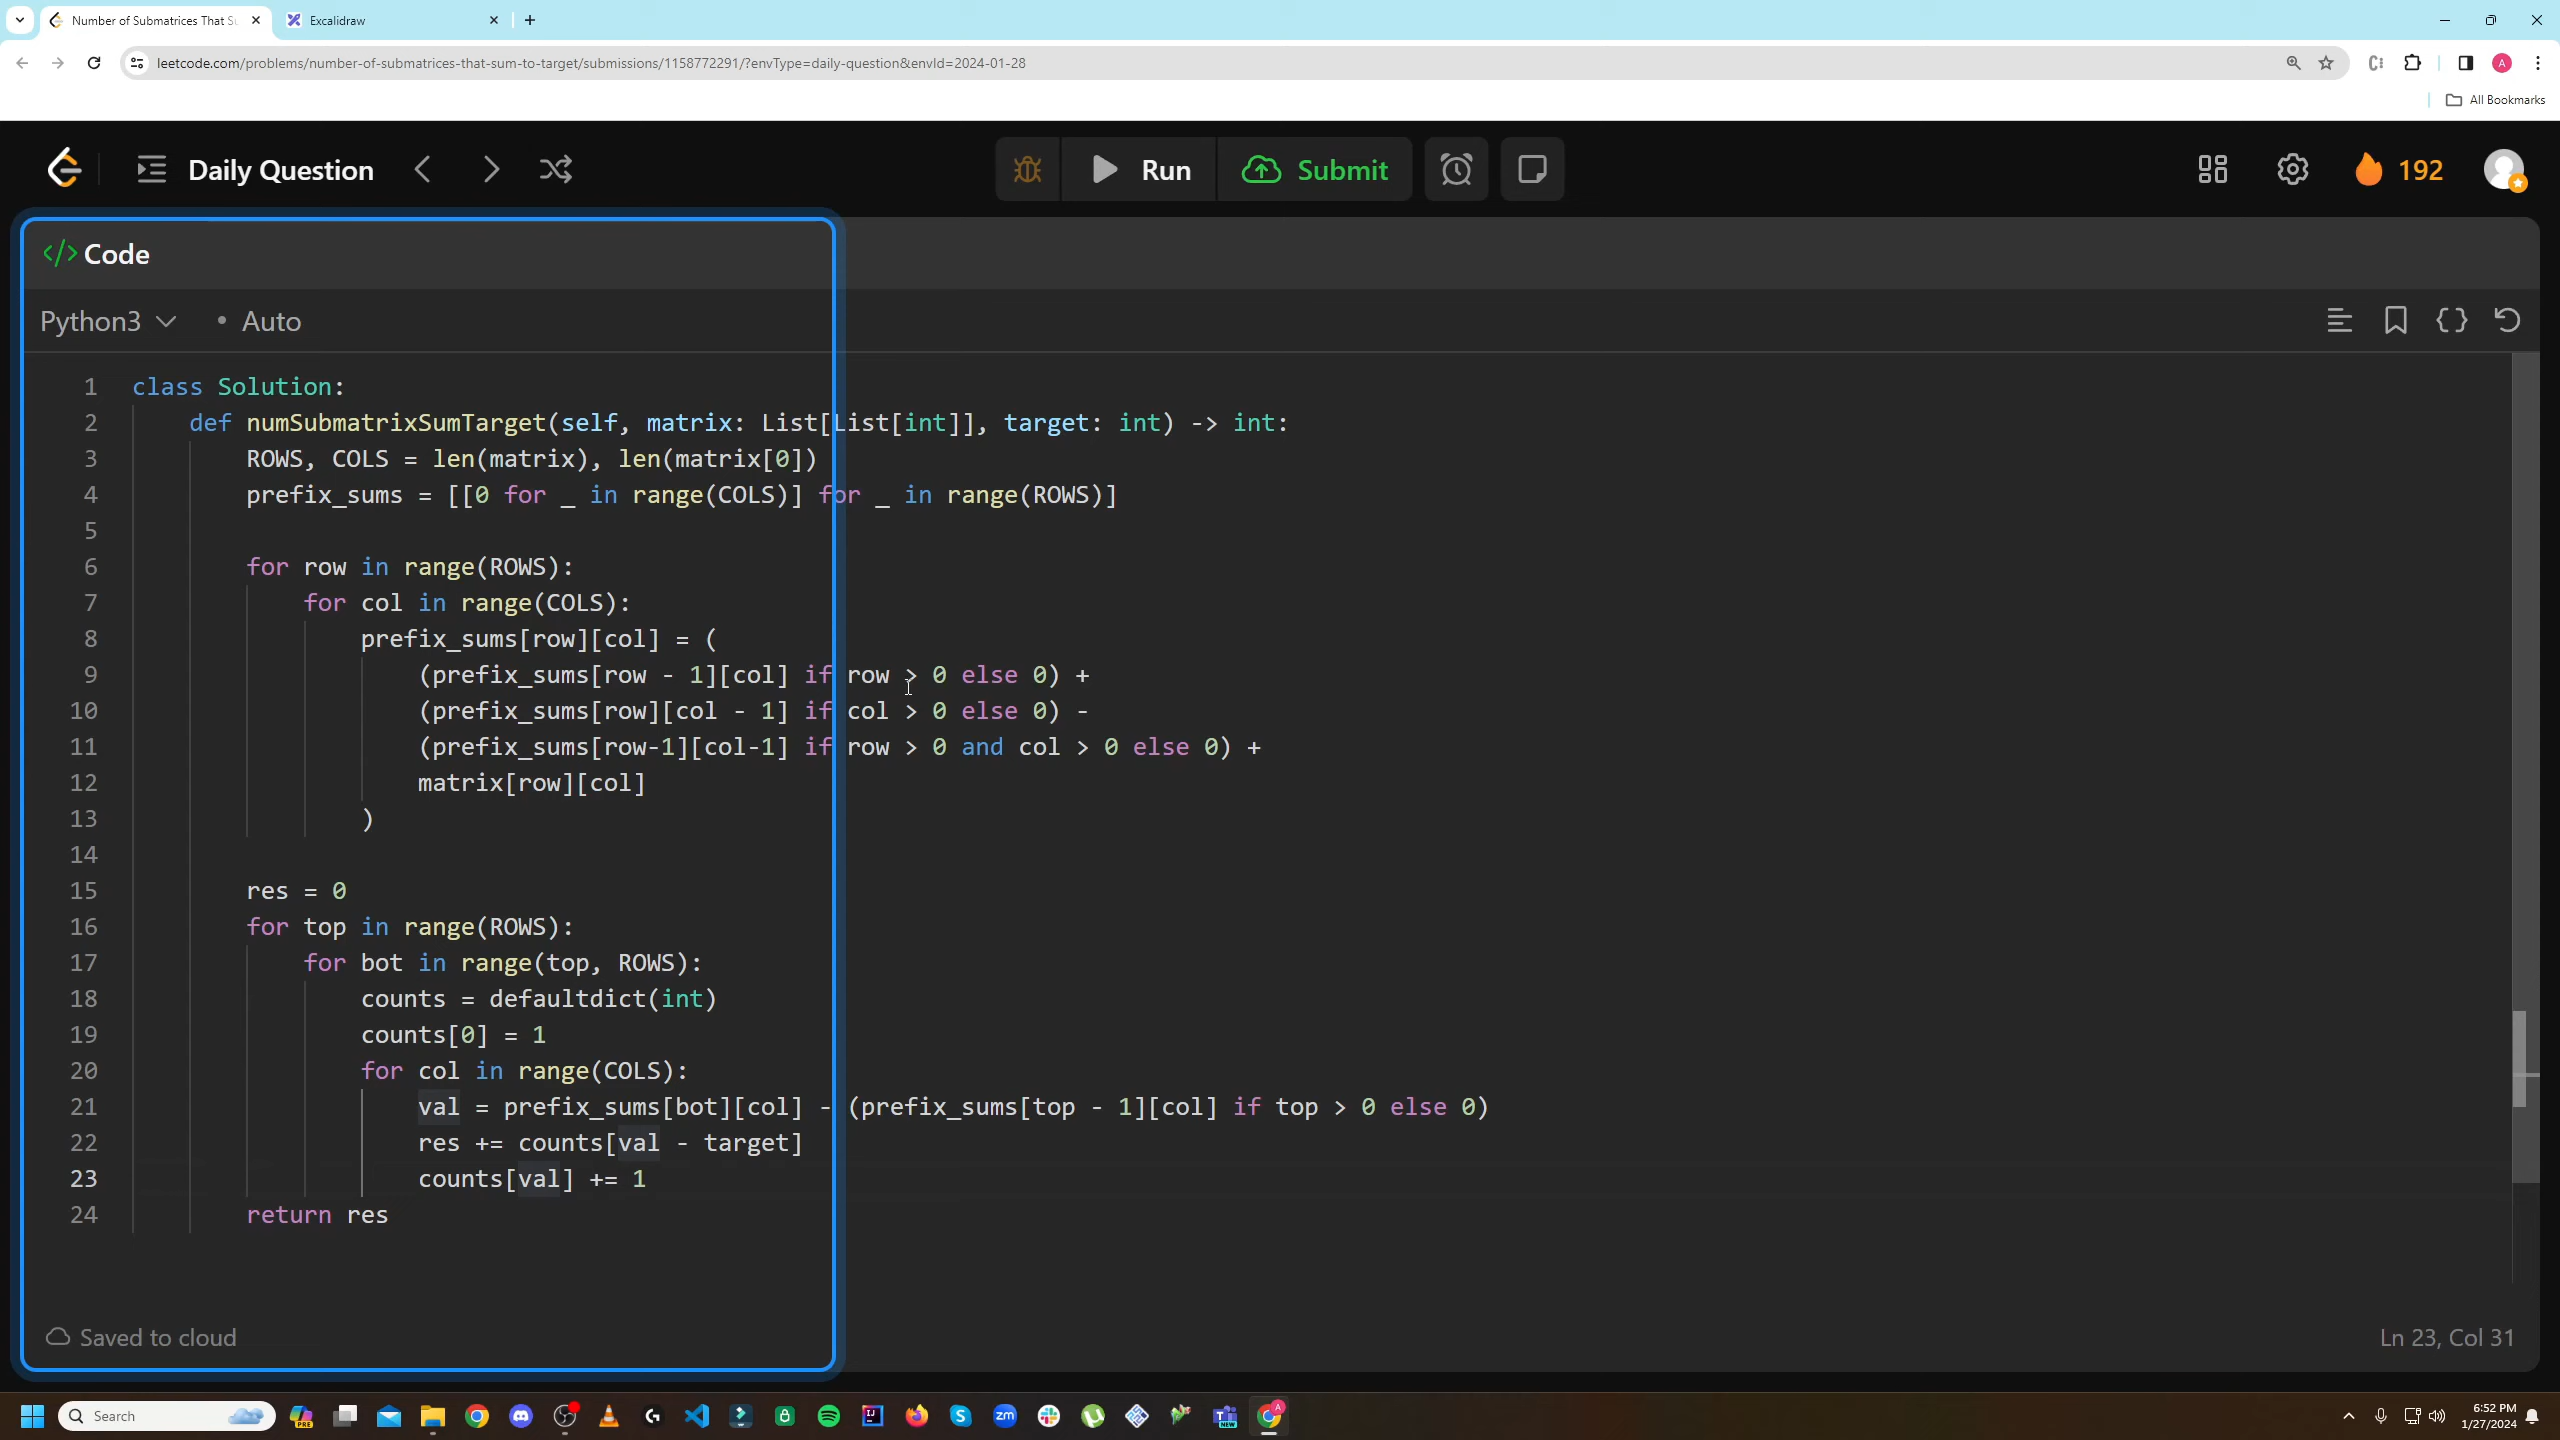 Number of Submatrices That Su
Excalidraw
leetcode.com/problems/number-of-submatrices-that-sum-to-target/submissions/1158772291/?envType=daily-question&envId=2024-01-28
A
All Bookmarks
Daily Question
Run
Submit
192
</> Code
Python3
• Auto
1 class Solution:
2 def numSubmatrixSumTarget(self, matrix: List[List[int]], target: int) -> int:
3 ROWS, COLS = len(matrix), len(matrix[0])
4 prefix_sums = [[0 for _ in range(COLS)] for _ in range(ROWS)]
5
6 for row in range(ROWS):
7 for col in range(COLS):
8 prefix_sums[row][col] = (
9 (prefix_sums[row - 1][col] if row > 0 else 0) +
10 (prefix_sums[row][col - 1] if col > 0 else 0) -
11 (prefix_sums[row-1][col-1] if row > 0 and col > 0 else 0) +
12 matrix[row][col]
13 )
14
15 res = 0
16 for top in range(ROWS):
17 for bot in range(top, ROWS):
18 counts = defaultdict(int)
19 counts[0] = 1
20 for col in range(COLS):
21 val = prefix_sums[bot][col] - (prefix_sums[top - 1][col] if top > 0 else 0)
22 res += counts[val - target]
23 counts[val] += 1
24 return res
Saved to cloud
Ln 23, Col 31
Search
PRE
zm
NEW
A
6:52 PM
1/27/2024